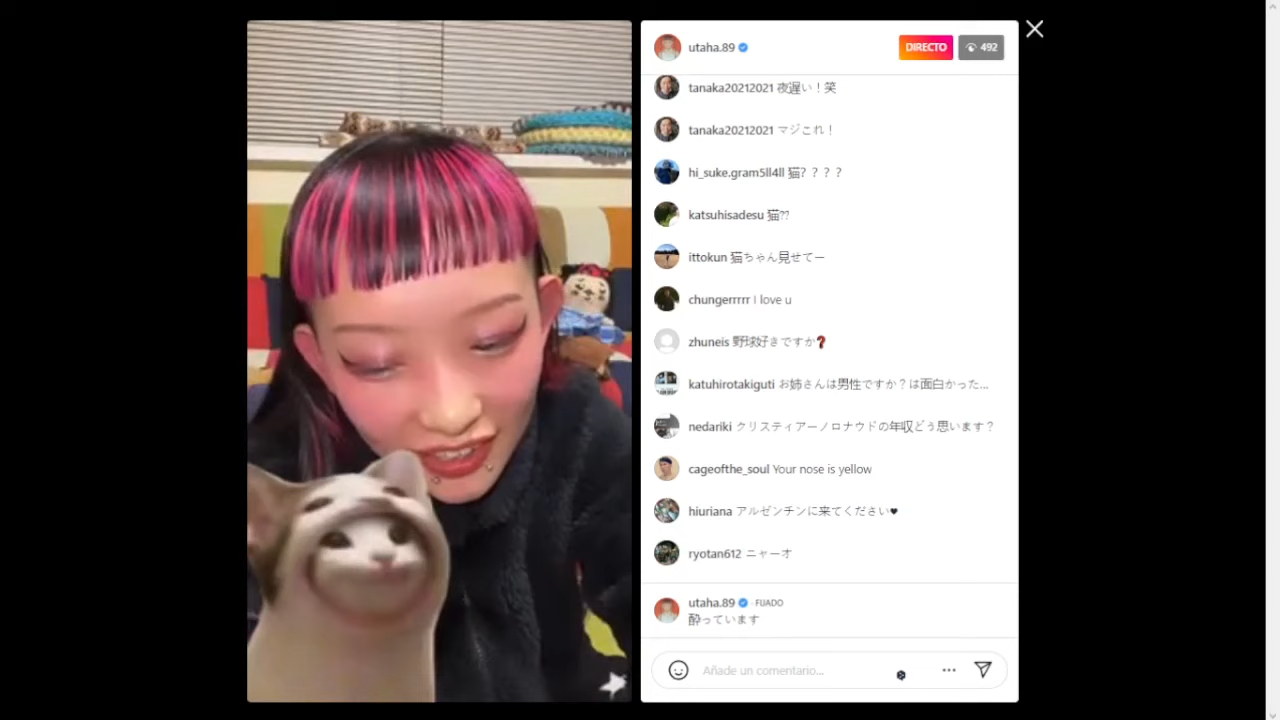 utaha.89
DIRECTO
492
tanaka20212021 夜遅い！笑
tanaka20212021 マジこれ！
hi_suke.gram5ll4ll 猫？？？？
katsuhisadesu 猫??
ittokun 猫ちゃん見せてー
chungerrrrr I love u
zhuneis 野球好きですか❓
katuhirotakiguti お姉さんは男性ですか？は面白かった...
nedariki クリスティアーノロナウドの年収どう思います？
cageofthe_soul Your nose is yellow
hiuriana アルゼンチンに来てください♥
ryotan612 ニャーオ
utaha.89 · FIJADO
酔っています
Añade un comentario...